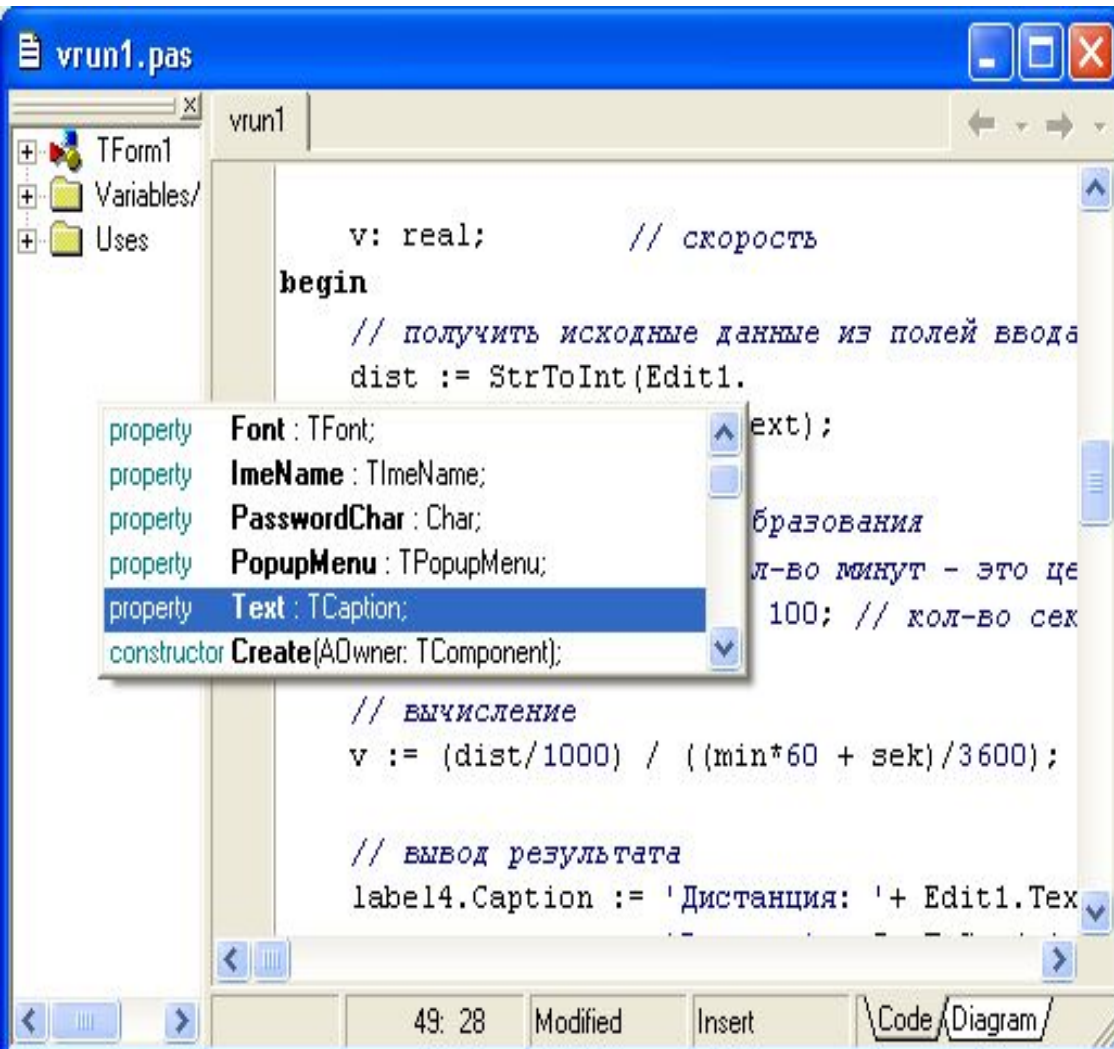 vrun1.pas
TForm1
Variables/
Uses
vrun1
v: real; // скорость
begin
// получить исходные данные из полей ввода
dist := StrToInt(Edit1.
ext);
property Font : TFont;
property ImeName : TImeName;
property PasswordChar : Char;
property PopupMenu : TPopupMenu;
property Text : TCaption;
constructor Create(AOwner: TComponent);
бразования
л-во минут - это це
100; // кол-во сек
// вычисление
v := (dist/1000) / ((min*60 + sek)/3600);
// вывод результата
label4.Caption := 'Дистанция: '+ Edit1.Tex
49: 28 Modified Insert Code Diagram